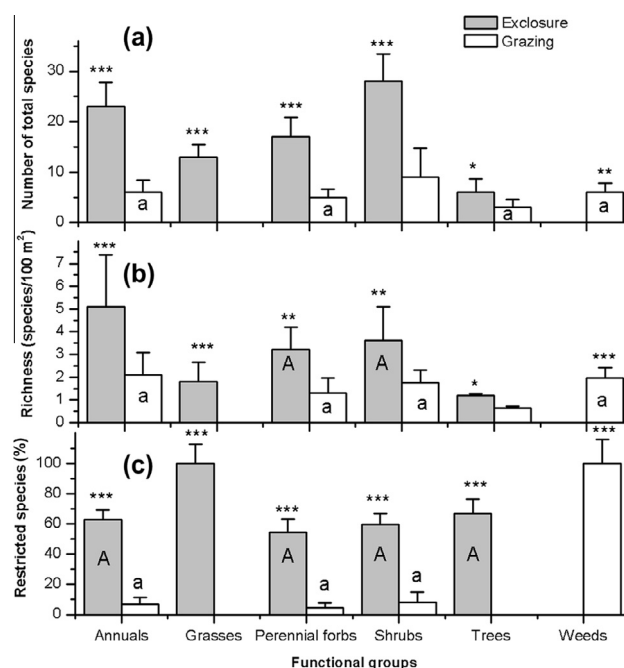 Exclosure
Grazing
(a)
Number of total species
30
20
10
0
***
***
***
***
*
**
a
a
a
a
(b)
Richness (species/100 m²)
7
6
5
4
3
2
1
0
***
***
**
**
*
***
A
A
a
a
a
a
(c)
Restricted species (%)
100
80
60
40
20
0
***
***
***
***
***
***
A
A
A
A
a
a
a
Annuals
Grasses
Perennial forbs
Shrubs
Trees
Weeds
Functional groups